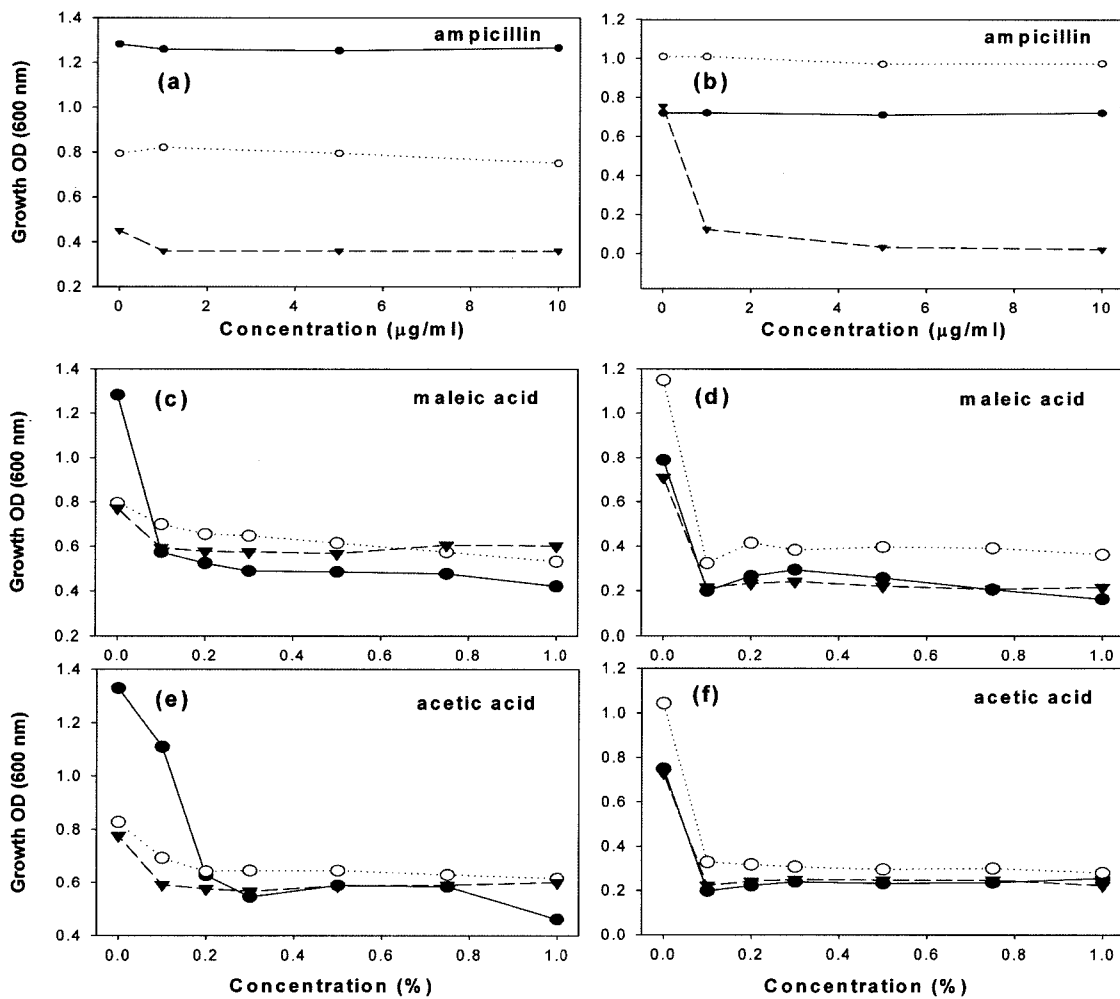 ampicillin
(a)
Growth OD (600 nm)
1.4
1.2
1.0
0.8
0.6
0.4
0.2
0 2 4 6 8 10
Concentration (µg/ml)
ampicillin
(b)
1.2
1.0
0.8
0.6
0.4
0.2
0.0
0 2 4 6 8 10
Concentration (µg/ml)
maleic acid
(c)
Growth OD (600 nm)
1.4
1.2
1.0
0.8
0.6
0.4
0.2
0.0 0.2 0.4 0.6 0.8 1.0
maleic acid
(d)
1.2
1.0
0.8
0.6
0.4
0.2
0.0
0.0 0.2 0.4 0.6 0.8 1.0
acetic acid
(e)
Growth OD (600 nm)
1.4
1.2
1.0
0.8
0.6
0.4
0.0 0.2 0.4 0.6 0.8 1.0
Concentration (%)
acetic acid
(f)
1.2
1.0
0.8
0.6
0.4
0.2
0.0
0.0 0.2 0.4 0.6 0.8 1.0
Concentration (%)